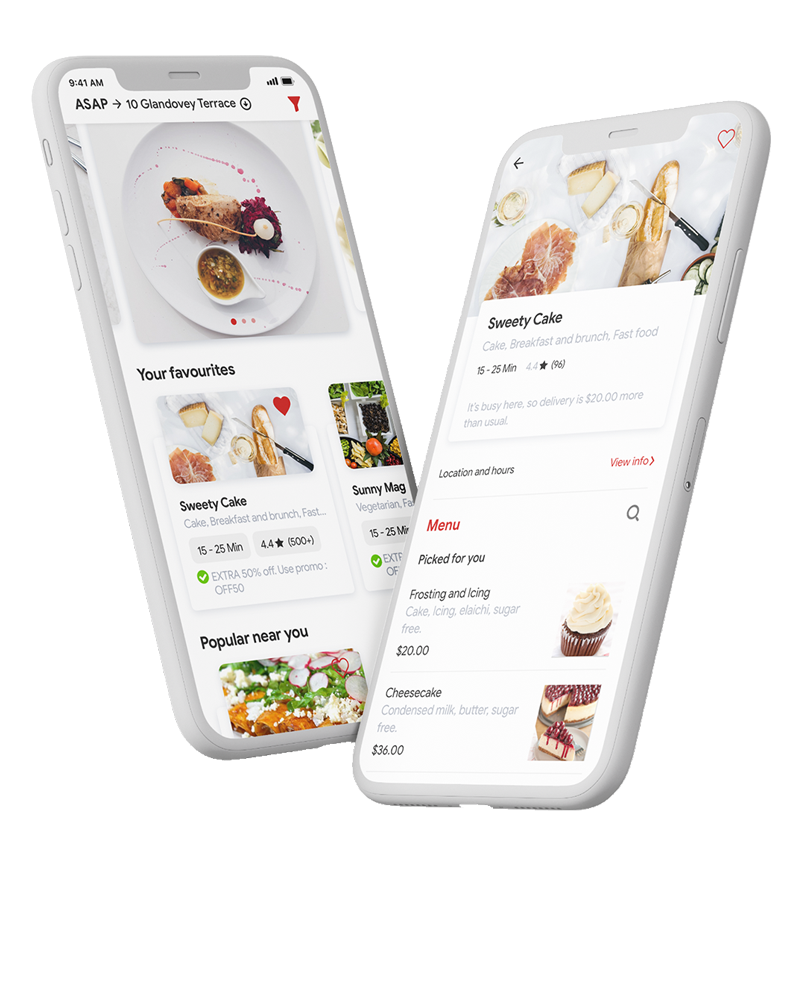 9:41 AM
ASAP → 10 Glandovey Terrace
Your favourites
Sweety Cake
Cake, Breakfast and brunch, Fast...
15 - 25 Min
4.4★ (500+)
EXTRA 50% off. Use promo :
OFF50
Sunny Mag
Vegetarian, Fa
15 - 25 Mi
EXT
OF
Popular near you
Sweety Cake
Cake, Breakfast and brunch, Fast food
15 - 25 Min 4.4★ (96)
It's busy here. so delivery is $20.00 more
than usual.
Location and hours
View info
Menu
Picked for you
Frosting and Icing
Cake, Icing, elaichi, sugar
free.
$20.00
Cheesecake
Condensed milk, butter, sugar
free.
$36.00